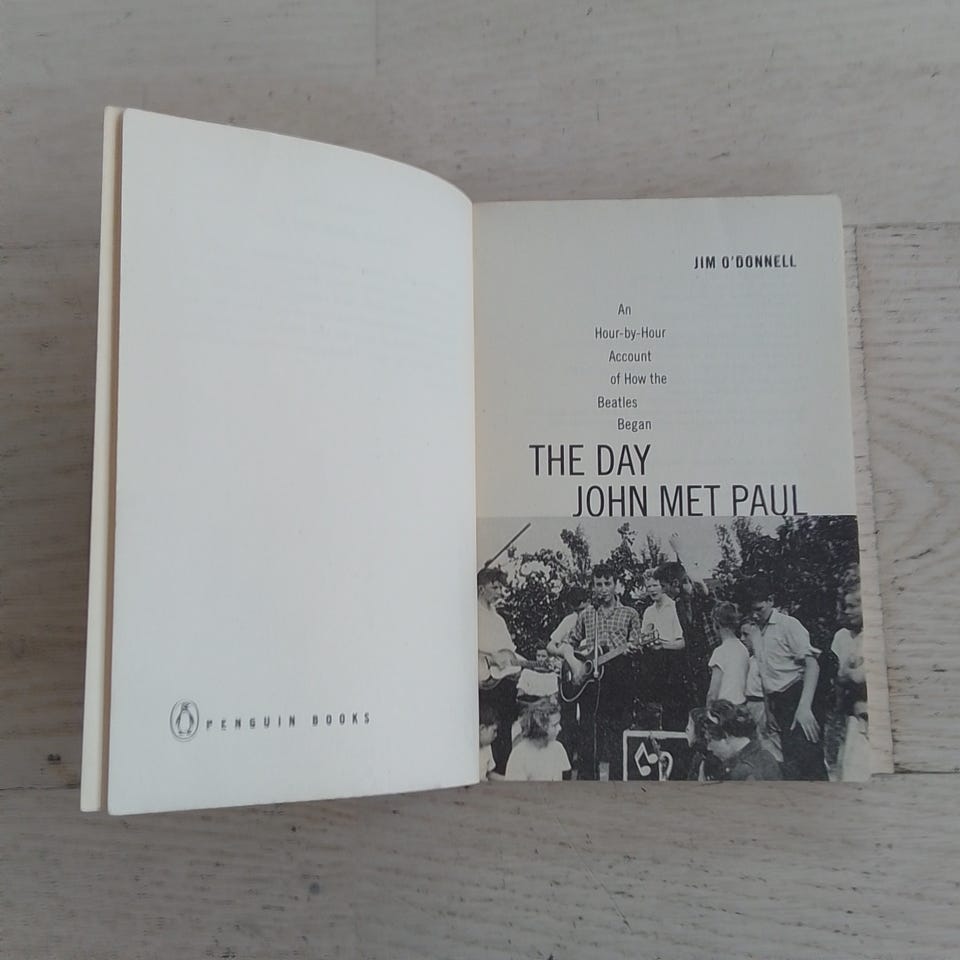 PENGUIN BOOKS
JIM O'DONNELL
An
Hour-by-Hour
Account
of How the
Beatles
Began
THE DAY
JOHN MET PAUL